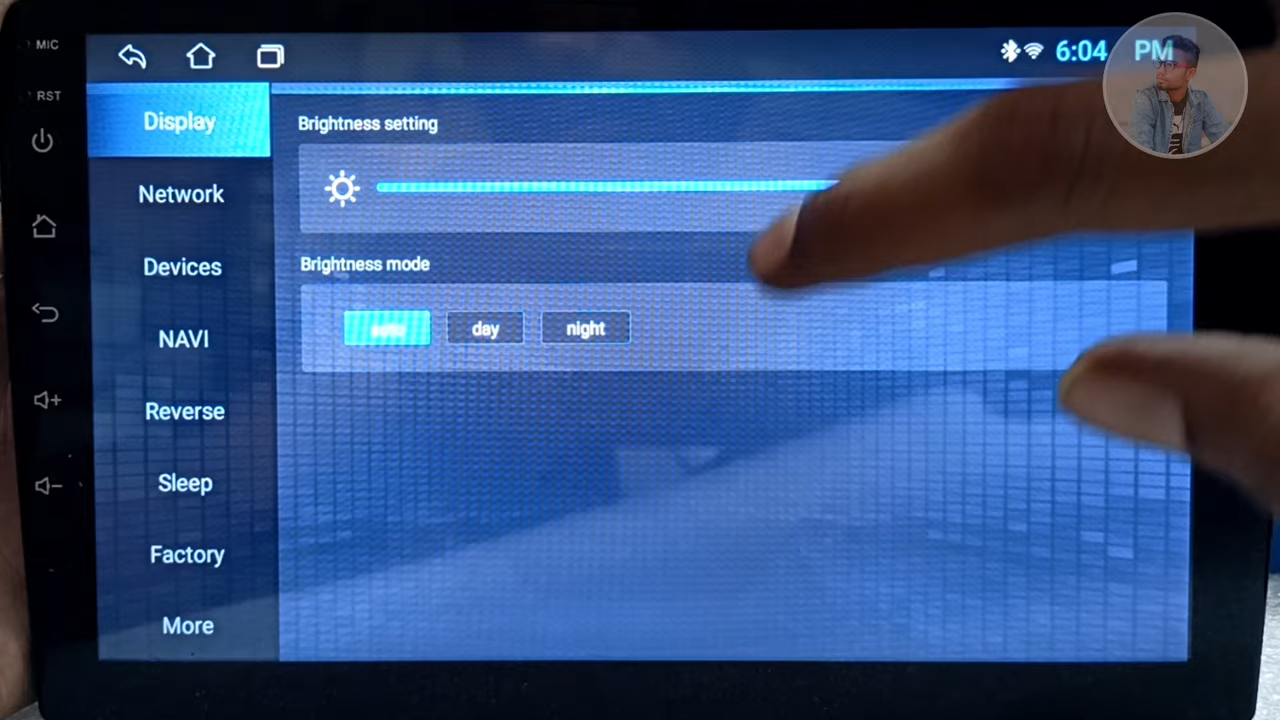 MIC
6:04 PM
RST
Display
Brightness setting
Network
Devices
Brightness mode
auto day night
NAVI
Reverse
Sleep
Factory
More